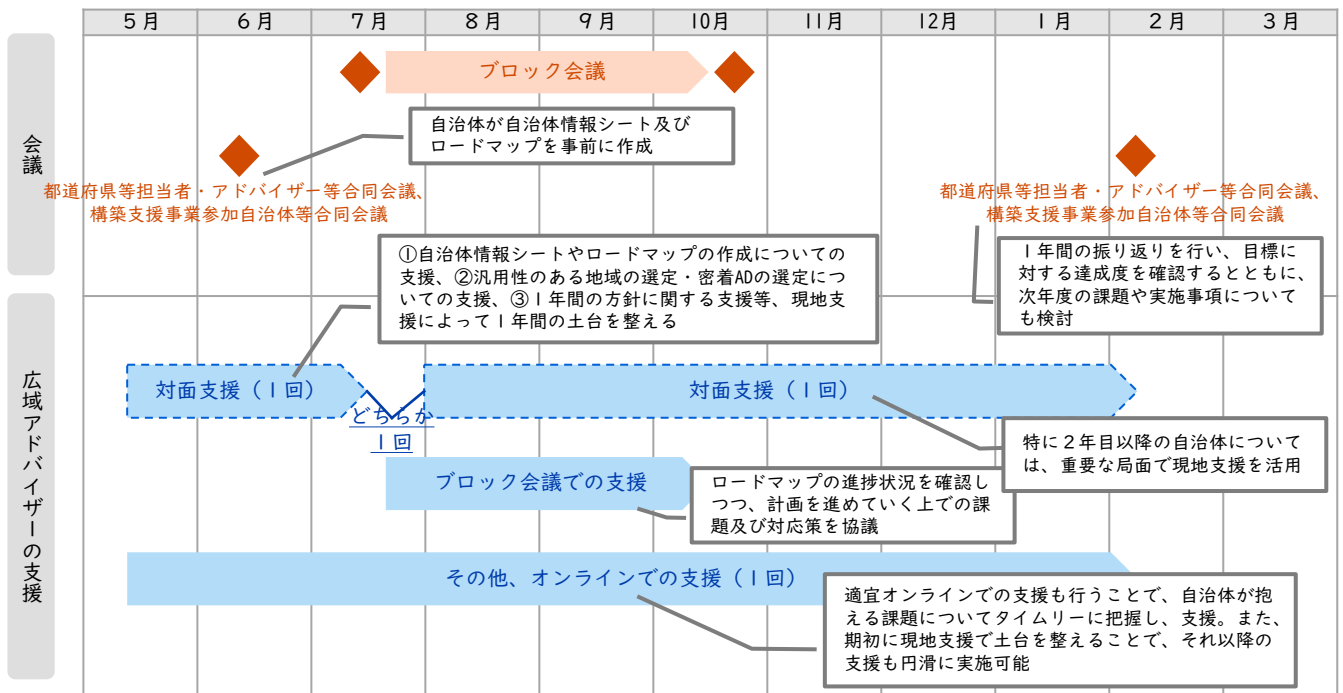 5月 6月 7月 8月 9月 10月 11月 12月 1月 2月 3月
会議
ブロック会議
自治体が自治体情報シート及び
ロードマップを事前に作成
都道府県等担当者・アドバイザー等合同会議、
構築支援事業参加自治体等合同会議
都道府県等担当者・アドバイザー等合同会議、
構築支援事業参加自治体等合同会議
①自治体情報シートやロードマップの作成についての
支援、②汎用性のある地域の選定・密着ADの選定につ
いての支援、③1年間の方針に関する支援等、現地支
援によって1年間の土台を整える
1年間の振り返りを行い、目標に
対する達成度を確認するとともに、
次年度の課題や実施事項について
も検討
広域アドバイザーの支援
対面支援（1回）
対面支援（1回）
どちらか
1回
特に2年目以降の自治体について
は、重要な局面で現地支援を活用
ブロック会議での支援
ロードマップの進捗状況を確認し
つつ、計画を進めていく上での課
題及び対応策を協議
その他、オンラインでの支援（1回）
適宜オンラインでの支援も行うことで、自治体が抱
える課題についてタイムリーに把握し、支援。また、
期初に現地支援で土台を整えることで、それ以降の
支援も円滑に実施可能